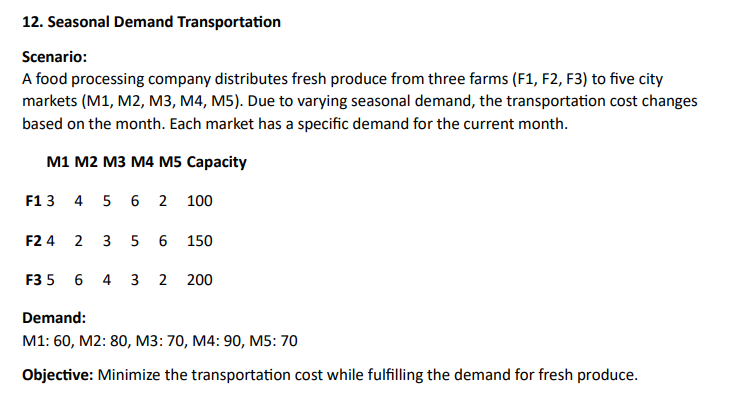 12. Seasonal Demand Transportation
Scenario:
A food processing company distributes fresh produce from three farms (F1, F2, F3) to five city
markets (M1, M2, M3, M4, M5). Due to varying seasonal demand, the transportation cost changes
based on the month. Each market has a specific demand for the current month.
M1 M2 M3 M4 M5 Capacity
F1 3 4 5 6 2 100
F2 4 2 3 5 6 150
F3 5 6 4 3 2 200
Demand:
M1: 60, M2: 80, M3: 70, M4: 90, M5: 70
Objective: Minimize the transportation cost while fulfilling the demand for fresh produce.